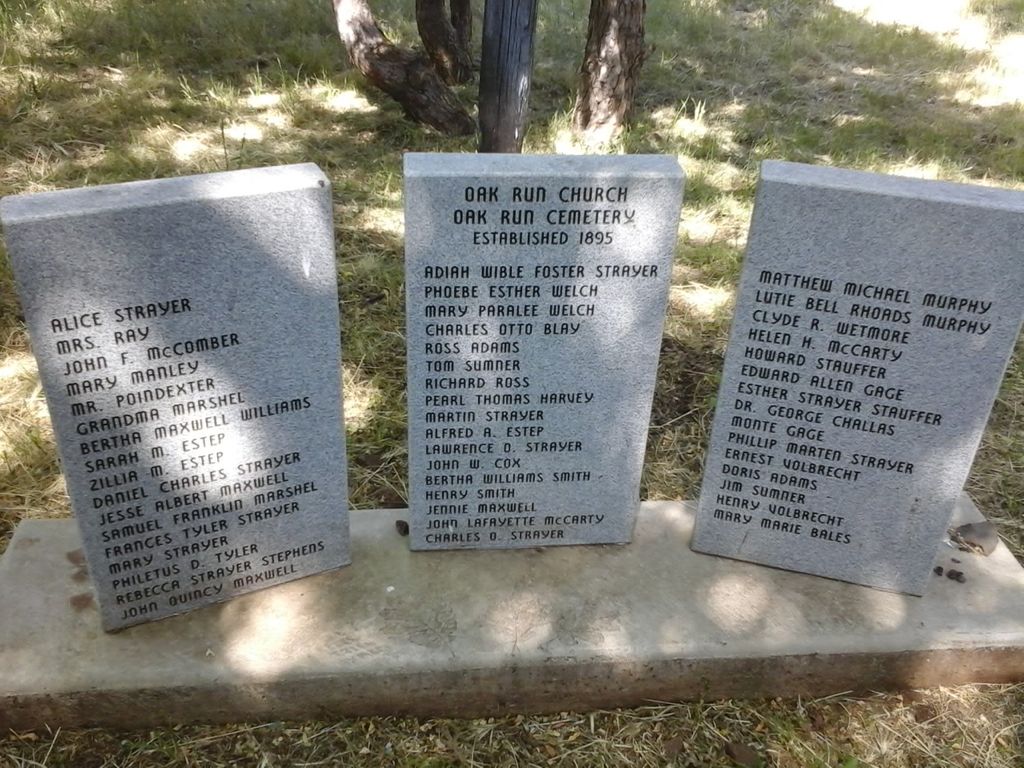 ALICE STRAYER
MRS. RAY
JOHN F. McCOMBER
MARY MANLEY
MR. POINDEXTER
GRANDMA MARSHEL
BERTHA MAXWELL WILLIAMS
SARAH M. ESTEP
ZILLIA M. ESTEP
DANIEL CHARLES STRAYER
JESSE ALBERT MAXWELL
SAMUEL FRANKLIN MARSHEL
FRANCES TYLER STRAYER
MARY STRAYER
PHILETUS D. TYLER
REBECCA STRAYER STEPHENS
JOHN QUINCY MAXWELL
OAK RUN CHURCH
OAK RUN CEMETERY
ESTABLISHED 1895
ADIAH WIBLE FOSTER STRAYER
PHOEBE ESTHER WELCH
MARY PARALEE WELCH
CHARLES OTTO BLAY
ROSS ADAMS
TOM SUMNER
RICHARD ROSS
PEARL THOMAS HARVEY
MARTIN STRAYER
ALFRED A. ESTEP
LAWRENCE D. STRAYER
JOHN W. COX
BERTHA WILLIAMS SMITH
HENRY SMITH
JENNIE MAXWELL
JOHN LAFAYETTE McCARTY
CHARLES O. STRAYER
MATTHEW MICHAEL MURPHY
LUTIE BELL RHOADS MURPHY
CLYDE R. WETMORE
HELEN H. McCARTY
HOWARD STAUFFER
EDWARD ALLEN GAGE
ESTHER STRAYER STAUFFER
DR. GEORGE CHALLAS
MONTE GAGE
PHILLIP MARTEN STRAYER
ERNEST VOLBRECHT
DORIS ADAMS
JIM SUMNER
HENRY VOLBRECHT
MARY MARIE BALES